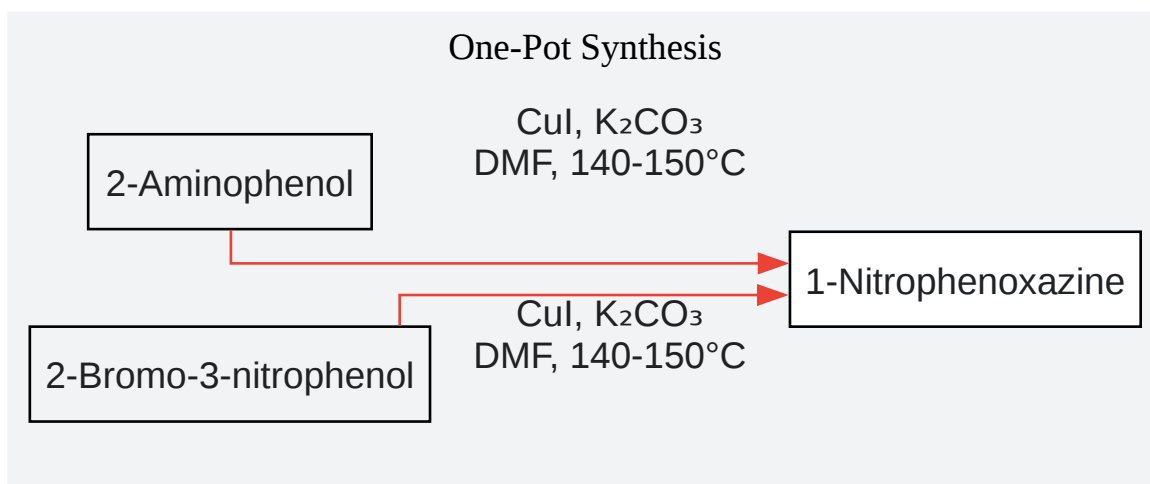 One-Pot Synthesis
CuI, K₂CO₃
DMF, 140-150°C
2-Aminophenol
1-Nitrophenoxazine
CuI, K₂CO₃
DMF, 140-150°C
2-Bromo-3-nitrophenol